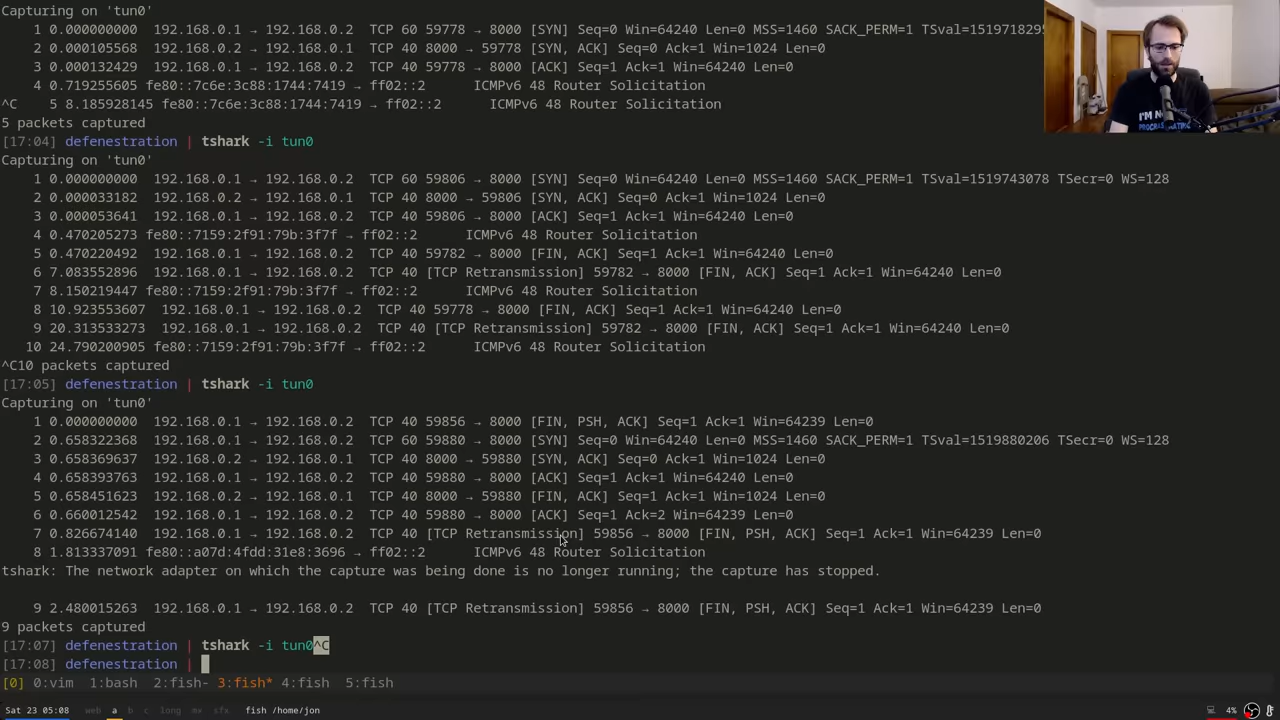 Capturing on 'tun0'
1 0.000000000 192.168.0.1 → 192.168.0.2 TCP 60 59778 → 8000 [SYN] Seq=0 Win=64240 Len=0 MSS=1460 SACK_PERM=1 TSval=1519718295
2 0.000105568 192.168.0.2 → 192.168.0.1 TCP 40 8000 → 59778 [SYN, ACK] Seq=0 Ack=1 Win=1024 Len=0
3 0.000132429 192.168.0.1 → 192.168.0.2 TCP 40 59778 → 8000 [ACK] Seq=1 Ack=1 Win=64240 Len=0
4 0.719255605 fe80::7c6e:3c88:1744:7419 → ff02::2 ICMPv6 48 Router Solicitation
^C 5 8.185928145 fe80::7c6e:3c88:1744:7419 → ff02::2 ICMPv6 48 Router Solicitation
5 packets captured
[17:04] defenestration | tshark -i tun0
Capturing on 'tun0'
1 0.000000000 192.168.0.1 → 192.168.0.2 TCP 60 59806 → 8000 [SYN] Seq=0 Win=64240 Len=0 MSS=1460 SACK_PERM=1 TSval=1519743078 TSecr=0 WS=128
2 0.000033182 192.168.0.2 → 192.168.0.1 TCP 40 8000 → 59806 [SYN, ACK] Seq=0 Ack=1 Win=1024 Len=0
3 0.000053641 192.168.0.1 → 192.168.0.2 TCP 40 59806 → 8000 [ACK] Seq=1 Ack=1 Win=64240 Len=0
4 0.470205273 fe80::7159:2f91:79b:3f7f → ff02::2 ICMPv6 48 Router Solicitation
5 0.470220492 192.168.0.1 → 192.168.0.2 TCP 40 59782 → 8000 [FIN, ACK] Seq=1 Ack=1 Win=64240 Len=0
6 7.083552896 192.168.0.1 → 192.168.0.2 TCP 40 [TCP Retransmission] 59782 → 8000 [FIN, ACK] Seq=1 Ack=1 Win=64240 Len=0
7 8.150219447 fe80::7159:2f91:79b:3f7f → ff02::2 ICMPv6 48 Router Solicitation
8 10.923553607 192.168.0.1 → 192.168.0.2 TCP 40 59778 → 8000 [FIN, ACK] Seq=1 Ack=1 Win=64240 Len=0
9 20.313533273 192.168.0.1 → 192.168.0.2 TCP 40 [TCP Retransmission] 59782 → 8000 [FIN, ACK] Seq=1 Ack=1 Win=64240 Len=0
10 24.790200905 fe80::7159:2f91:79b:3f7f → ff02::2 ICMPv6 48 Router Solicitation
^C10 packets captured
[17:05] defenestration | tshark -i tun0
Capturing on 'tun0'
1 0.000000000 192.168.0.1 → 192.168.0.2 TCP 40 59856 → 8000 [FIN, PSH, ACK] Seq=1 Ack=1 Win=64239 Len=0
2 0.658322368 192.168.0.1 → 192.168.0.2 TCP 60 59880 → 8000 [SYN] Seq=0 Win=64240 Len=0 MSS=1460 SACK_PERM=1 TSval=1519880206 TSecr=0 WS=128
3 0.658369637 192.168.0.2 → 192.168.0.1 TCP 40 8000 → 59880 [SYN, ACK] Seq=0 Ack=1 Win=1024 Len=0
4 0.658393763 192.168.0.1 → 192.168.0.2 TCP 40 59880 → 8000 [ACK] Seq=1 Ack=1 Win=64240 Len=0
5 0.658451623 192.168.0.2 → 192.168.0.1 TCP 40 8000 → 59880 [FIN, ACK] Seq=1 Ack=1 Win=1024 Len=0
6 0.660012542 192.168.0.1 → 192.168.0.2 TCP 40 59880 → 8000 [ACK] Seq=1 Ack=2 Win=64239 Len=0
7 0.826674140 192.168.0.1 → 192.168.0.2 TCP 40 [TCP Retransmission] 59856 → 8000 [FIN, PSH, ACK] Seq=1 Ack=1 Win=64239 Len=0
8 1.813337091 fe80::a07d:4fdd:31e8:3696 → ff02::2 ICMPv6 48 Router Solicitation
tshark: The network adapter on which the capture was being done is no longer running; the capture has stopped.
9 2.480015263 192.168.0.1 → 192.168.0.2 TCP 40 [TCP Retransmission] 59856 → 8000 [FIN, PSH, ACK] Seq=1 Ack=1 Win=64239 Len=0
9 packets captured
[17:07] defenestration | tshark -i tun0^C
[17:08] defenestration |
[0] 0:vim 1:bash 2:fish- 3:fish* 4:fish 5:fish
Sat 23 05:08 web a b c long sfx fish /home/jon 4%
I'M NO